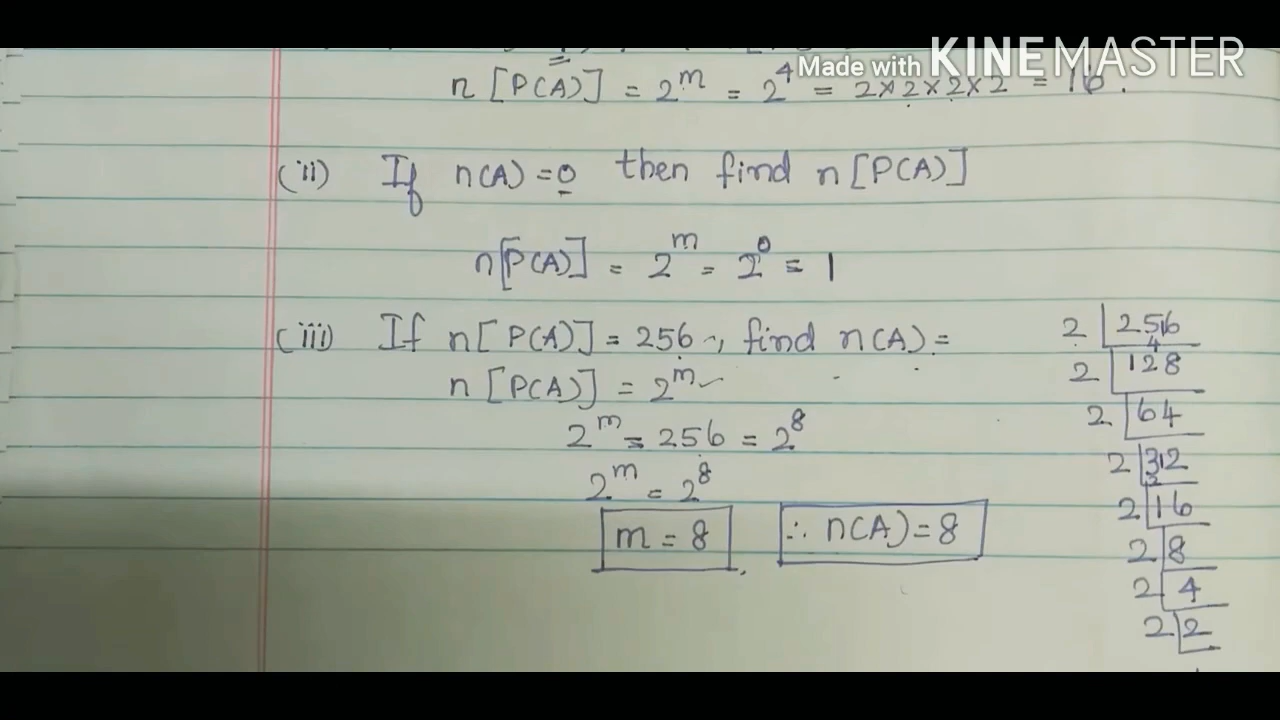 Made with KINEMASTER
n [P(A)] = 2^m = 2^4 = 2×2×2×2 = 16.
(ii) If n(A) = 0 then find n[P(A)]
n[P(A)] = 2^m = 2^0 = 1
(iii) If n[P(A)] = 256, find n(A) =
n [P(A)] = 2^m
2^m = 256 = 2^8
2^m = 2^8
m = 8 ∴ n(A) = 8
2 | 256
2 | 128
2 | 64
2 | 32
2 | 16
2 | 8
2 | 4
2 | 2